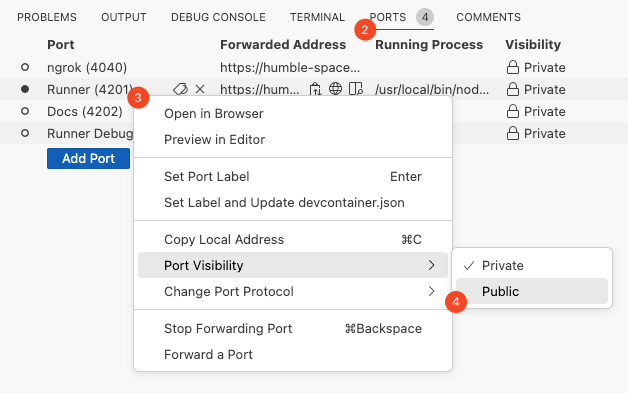 PROBLEMS OUTPUT DEBUG CONSOLE TERMINAL PORTS 4 COMMENTS
2
Port Forwarded Address Running Process Visibility
ngrok (4040) https://humble-space... Private
Runner (4201) https://hum... /usr/local/bin/nod... Private
3
Docs (4202) Private
Runner Debug Private
Add Port
Open in Browser
Preview in Editor
Set Port Label Enter
Set Label and Update devcontainer.json
Copy Local Address ⌘C
Port Visibility
Change Port Protocol
Stop Forwarding Port ⌘Backspace
Forward a Port
✓ Private
Public
4